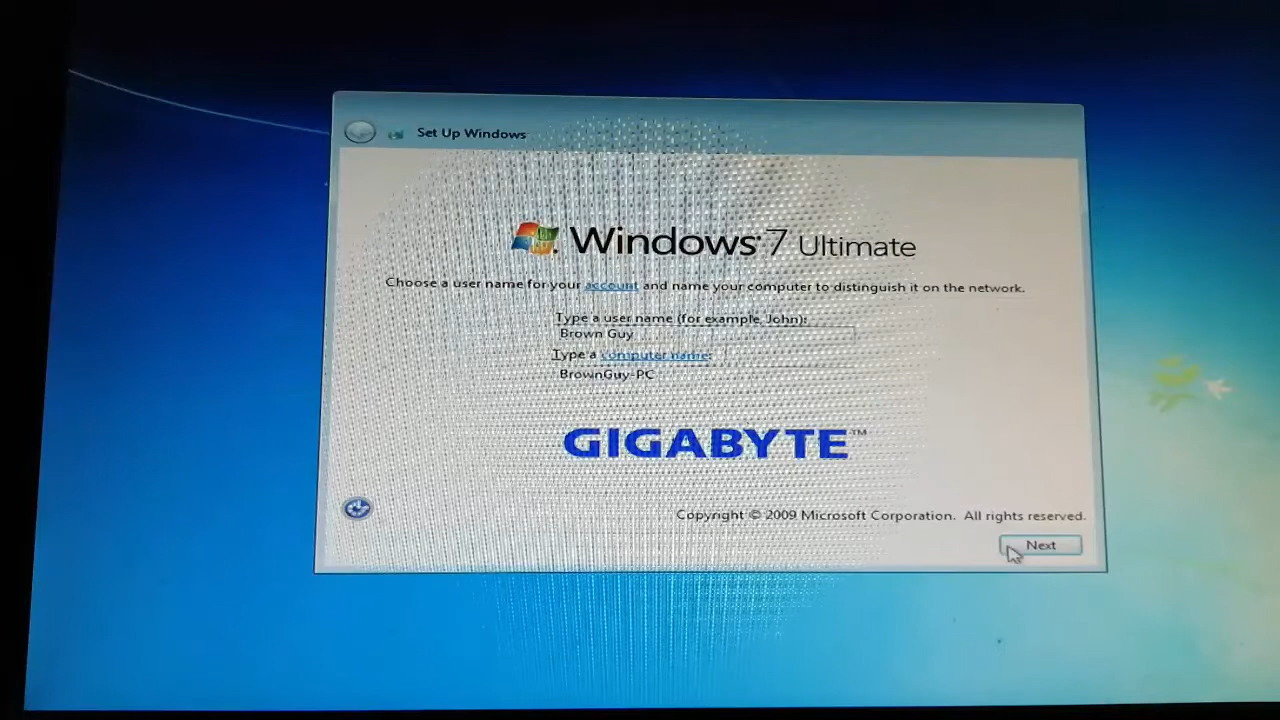 Set Up Windows
Windows 7 Ultimate
Choose a user name for your account and name your computer to distinguish it on the network.
Type a user name (for example, John):
Brown Guy
Type a computer name:
BrownGuy-PC
GIGABYTE™
Copyright © 2009 Microsoft Corporation. All rights reserved.
Next